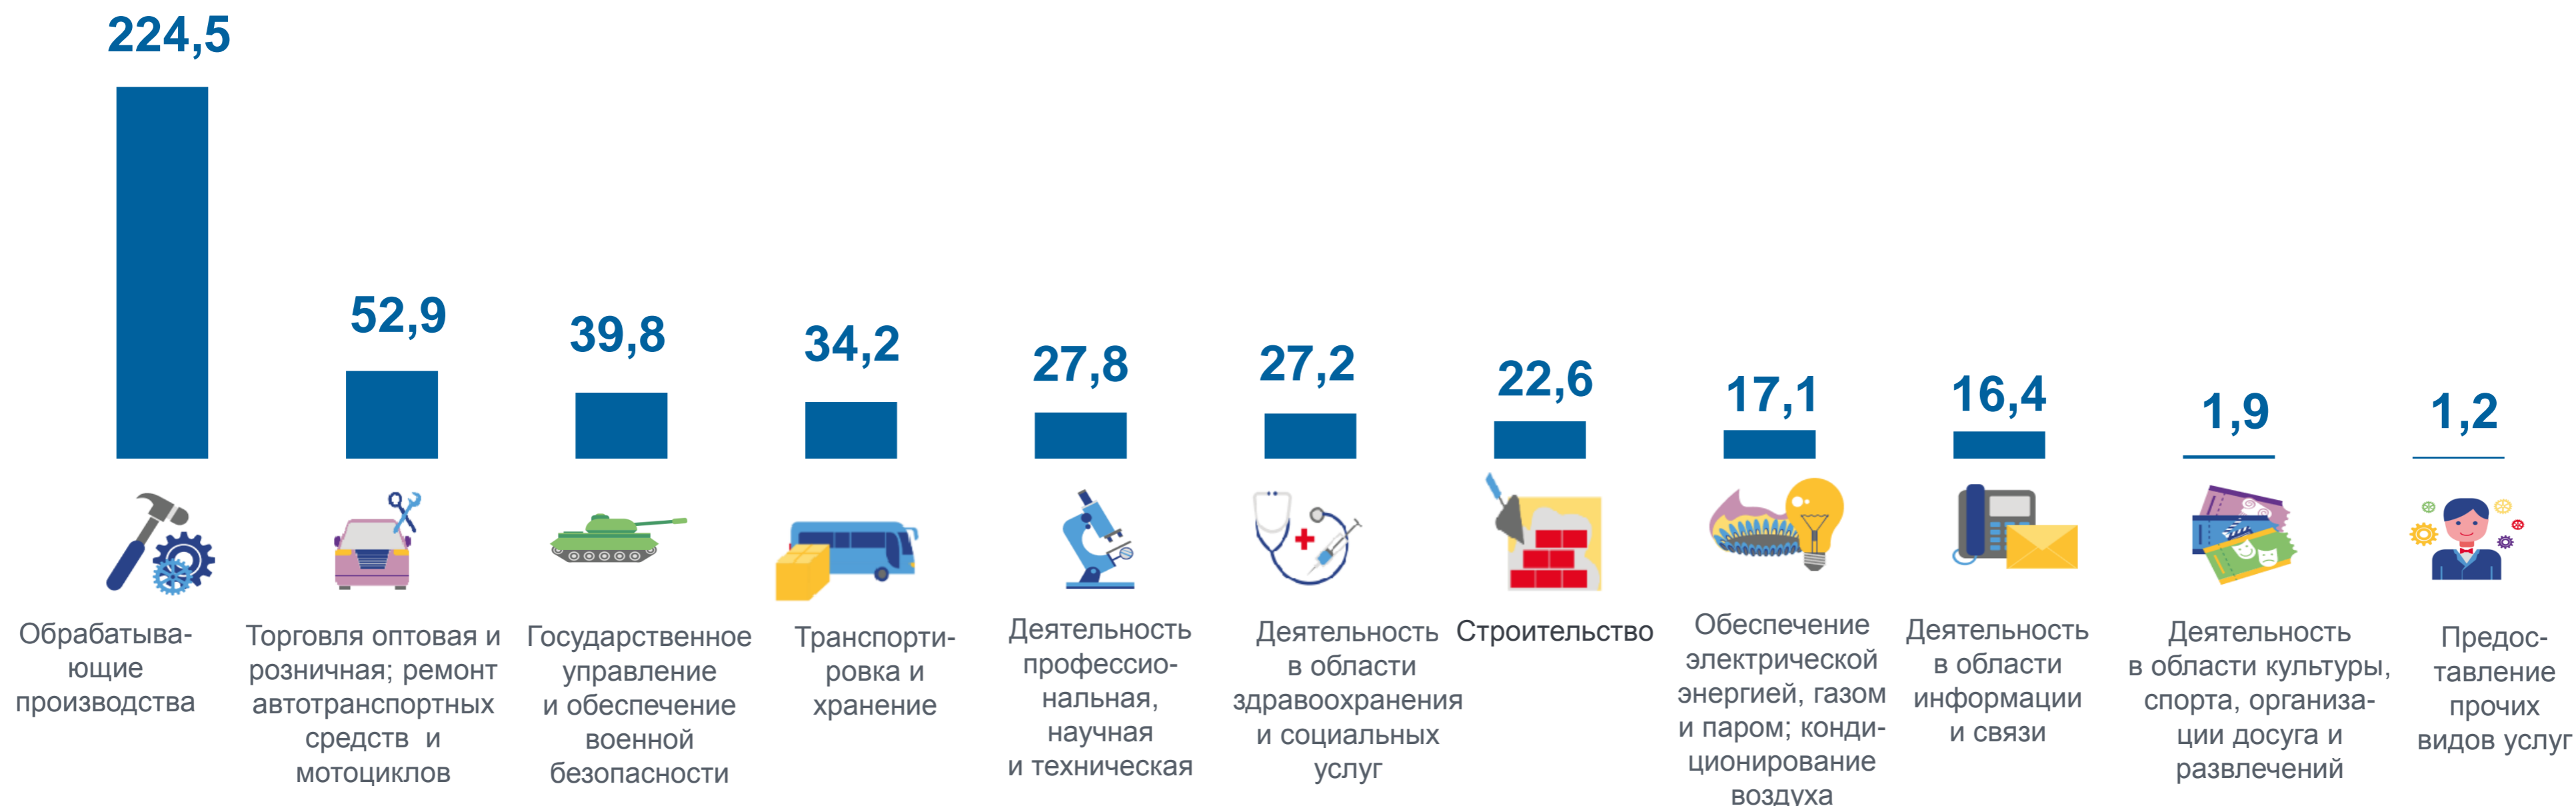 224,5
52,9
39,8
34,2
27,8
27,2
22,6
17,1
16,4
1,9
1,2
Обрабатыва-
ющие
производства
Торговля оптовая и
розничная; ремонт
автотранспортных
средств и
мотоциклов
Государственное
управление
и обеспечение
военной
безопасности
Транспорти-
ровка и
хранение
Деятельность
профессио-
нальная,
научная
и техническая
Деятельность
в области
здравоохранения
и социальных
услуг
Строительство
Обеспечение
электрической
энергией, газом
и паром; конди-
ционирование
воздуха
Деятельность
в области
информации
и связи
Деятельность
в области культуры,
спорта, организа-
ции досуга и
развлечений
Предос-
тавление
прочих
видов услуг